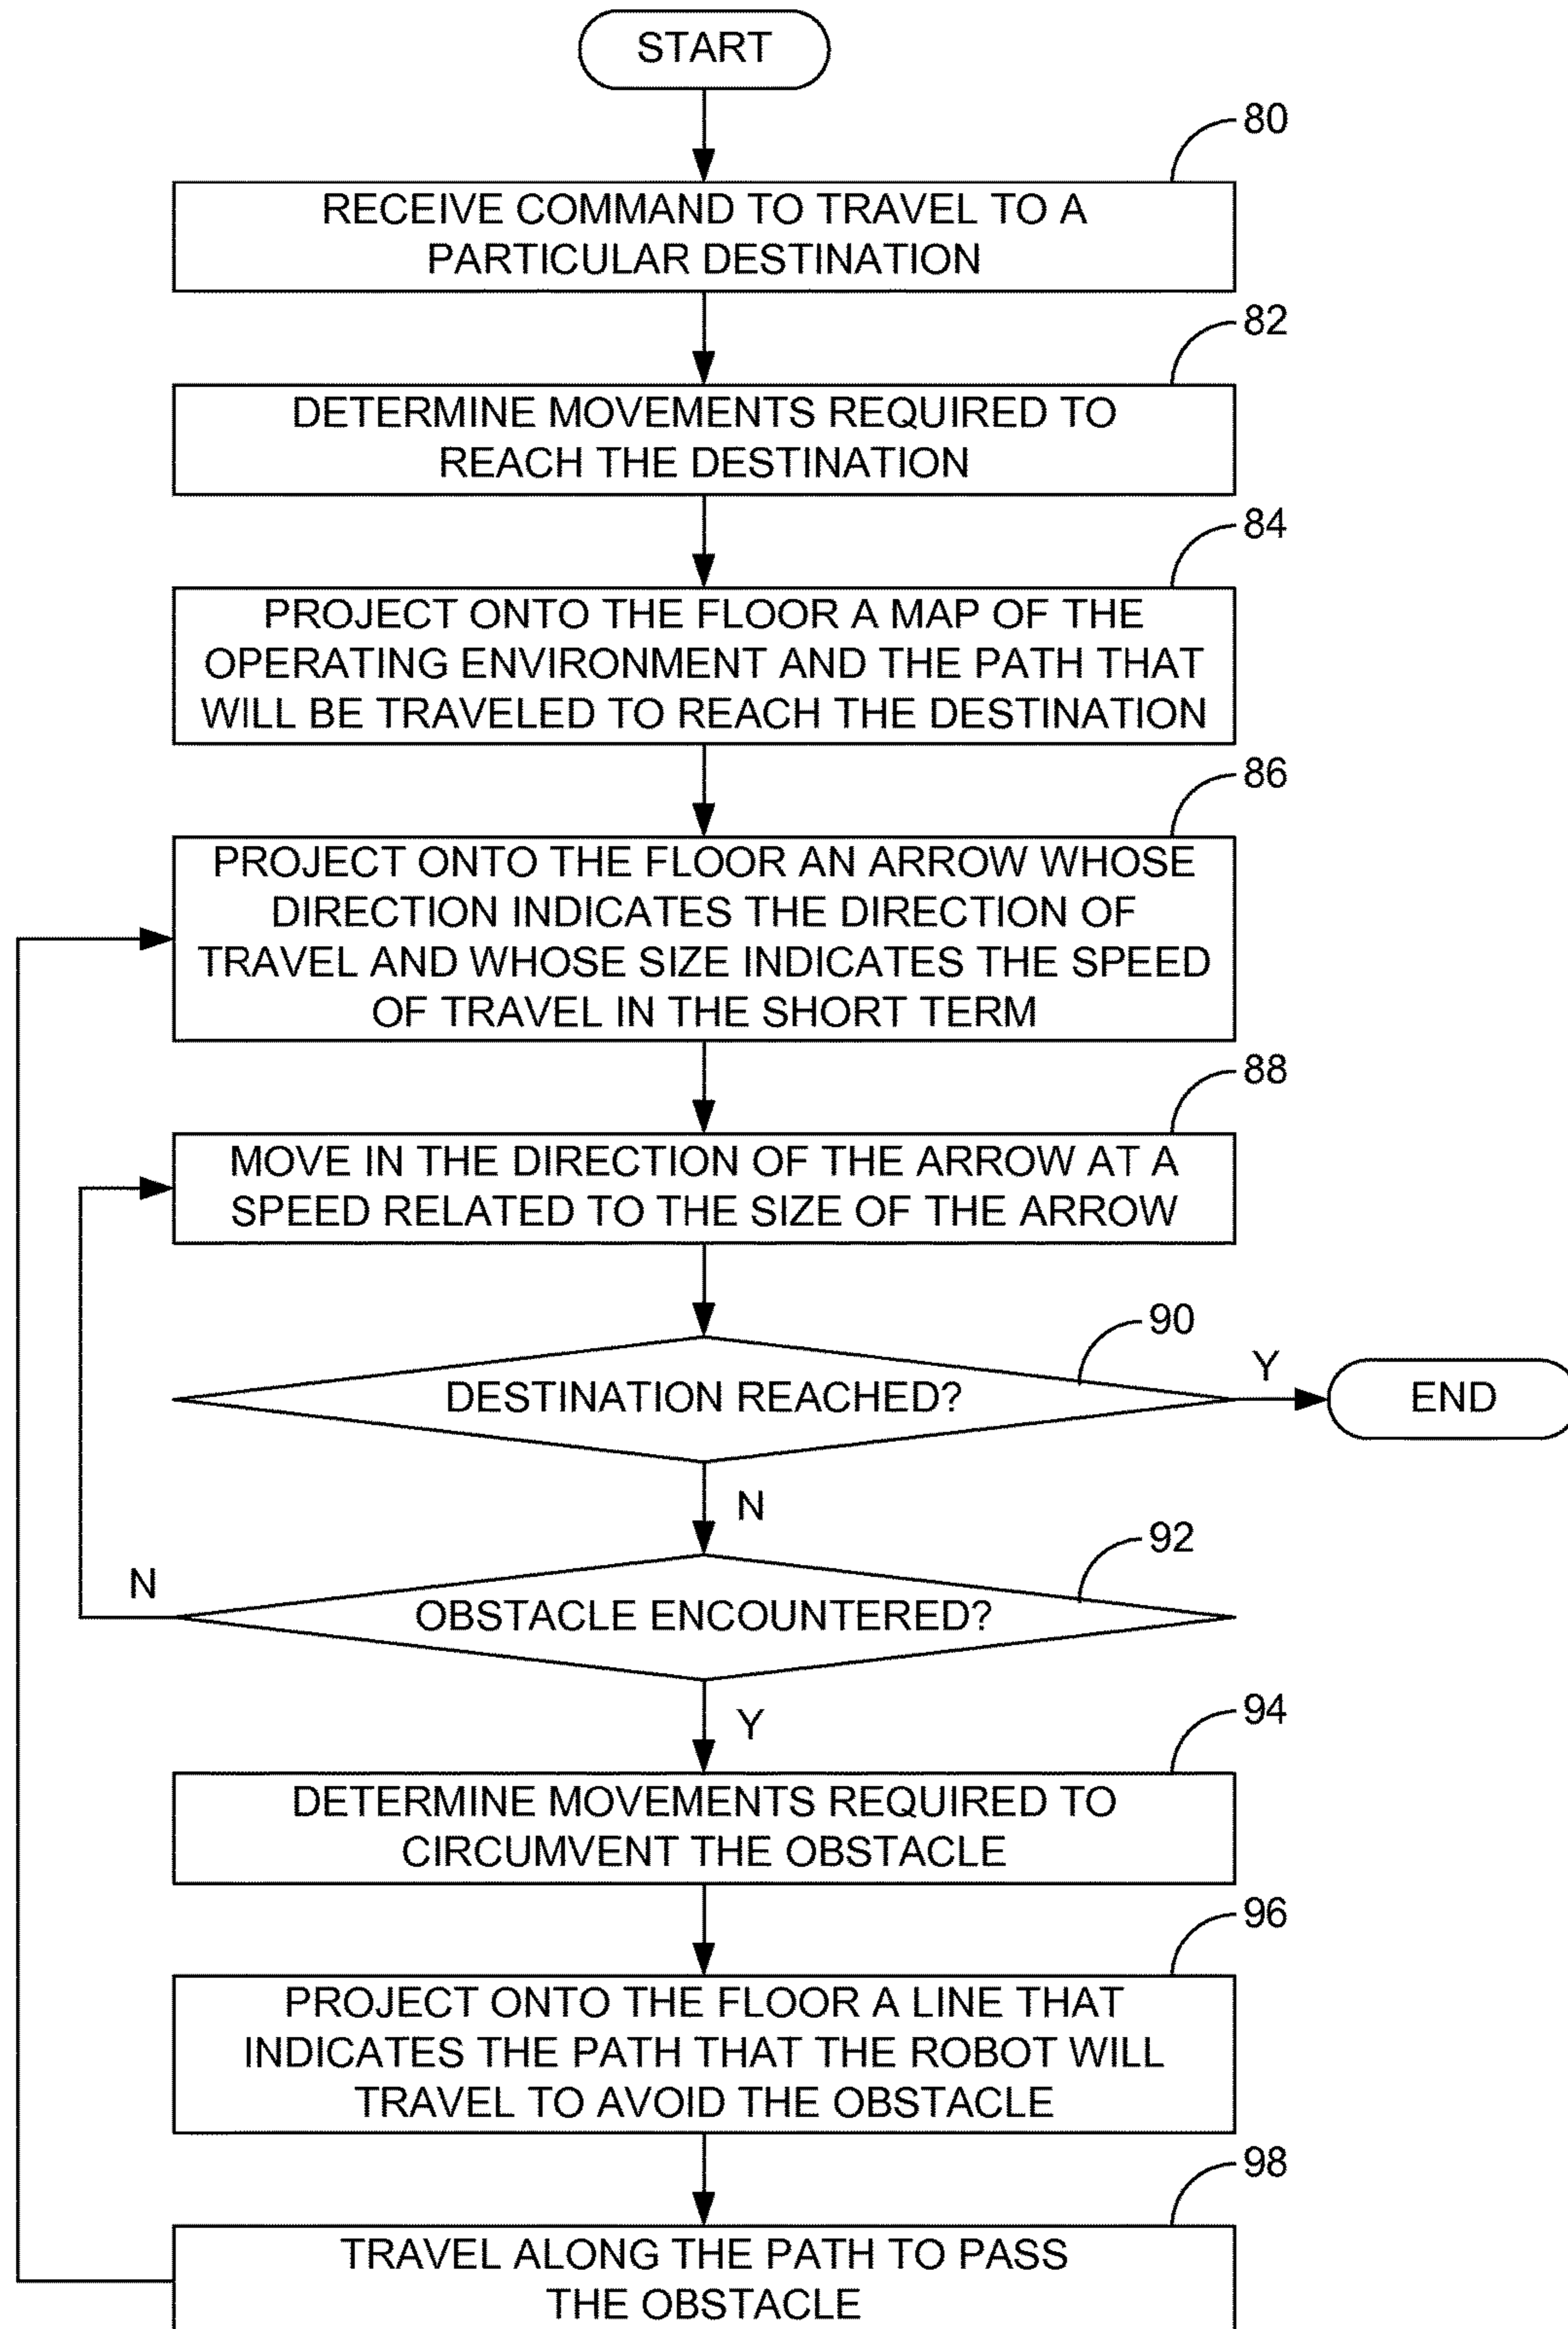 START
80
RECEIVE COMMAND TO TRAVEL TO A
PARTICULAR DESTINATION
82
DETERMINE MOVEMENTS REQUIRED TO
REACH THE DESTINATION
84
PROJECT ONTO THE FLOOR A MAP OF THE
OPERATING ENVIRONMENT AND THE PATH THAT
WILL BE TRAVELED TO REACH THE DESTINATION
86
PROJECT ONTO THE FLOOR AN ARROW WHOSE
DIRECTION INDICATES THE DIRECTION OF
TRAVEL AND WHOSE SIZE INDICATES THE SPEED
OF TRAVEL IN THE SHORT TERM
88
MOVE IN THE DIRECTION OF THE ARROW AT A
SPEED RELATED TO THE SIZE OF THE ARROW
90
DESTINATION REACHED?
Y
END
N
92
OBSTACLE ENCOUNTERED?
N
Y
94
DETERMINE MOVEMENTS REQUIRED TO
CIRCUMVENT THE OBSTACLE
96
PROJECT ONTO THE FLOOR A LINE THAT
INDICATES THE PATH THAT THE ROBOT WILL
TRAVEL TO AVOID THE OBSTACLE
98
TRAVEL ALONG THE PATH TO PASS
THE OBSTACLE